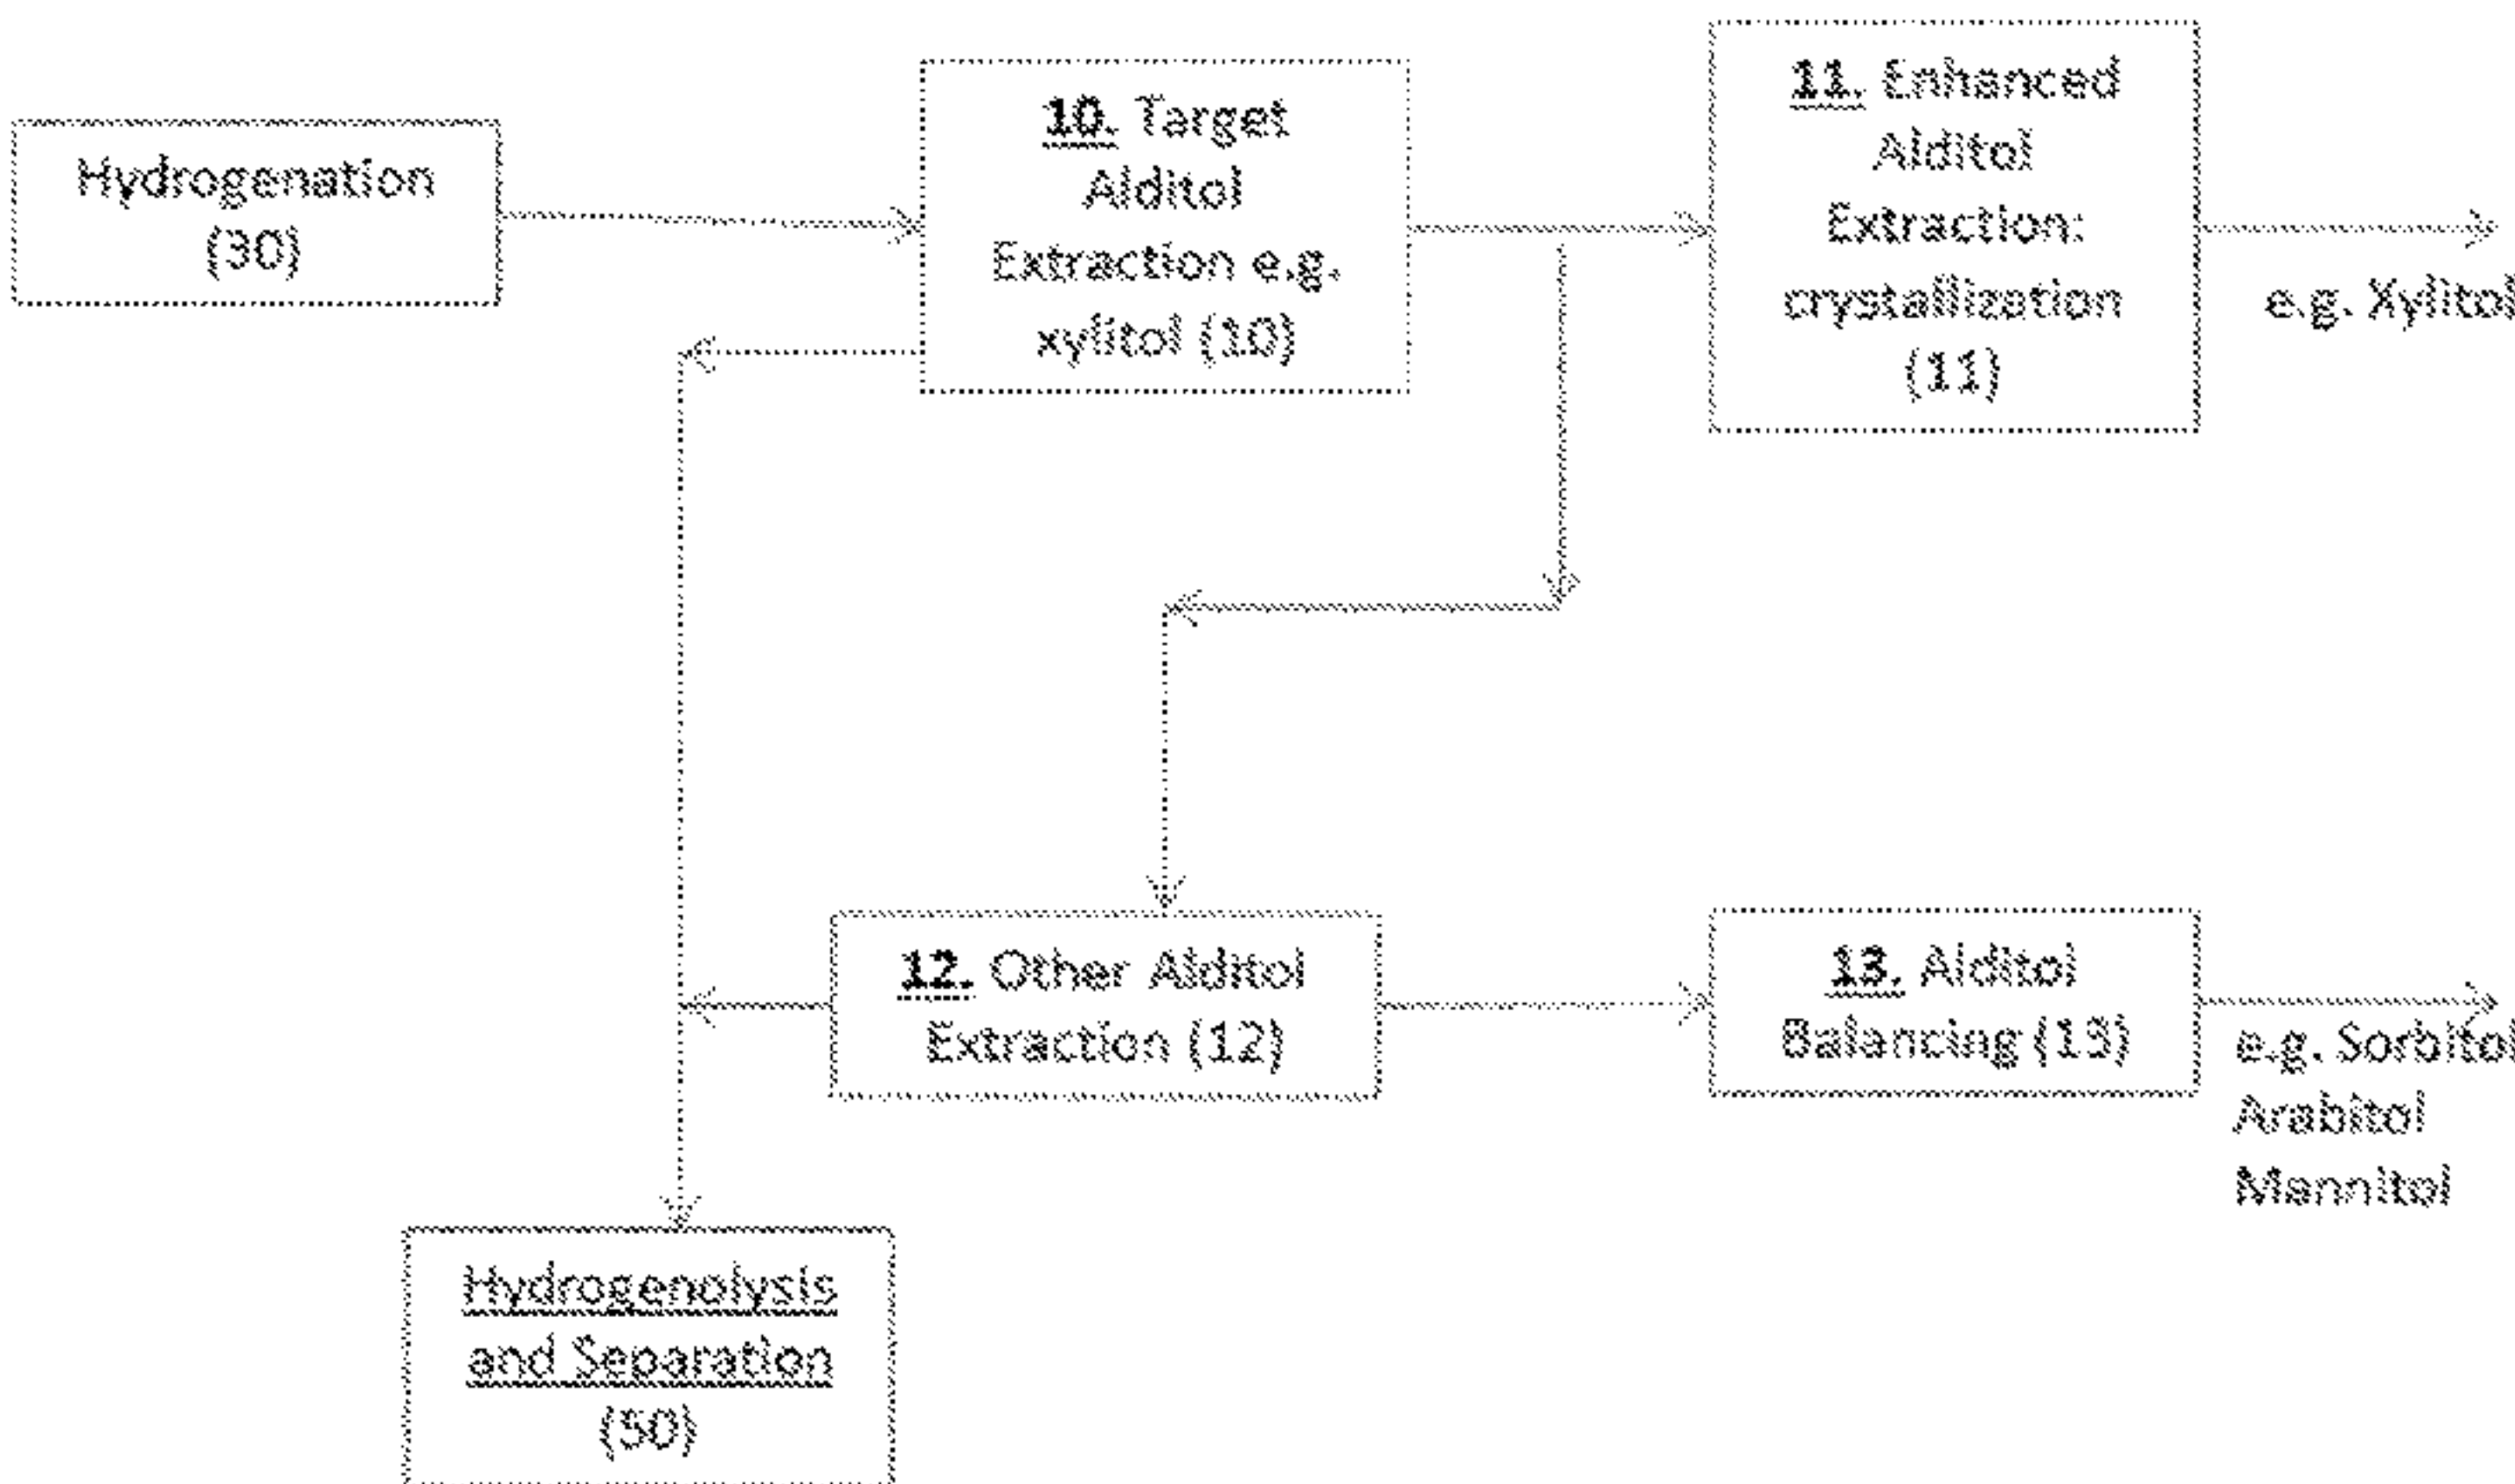 Hydrogenation
(30)
10. Target
Alditol
Extraction e.g.
xylitol (10)
11. Enhanced
Alditol
Extraction:
crystallization
(11)
e.g. Xylitol
12. Other Alditol
Extraction (12)
13. Alditol
Balancing (13)
e.g. Sorbitol
Arabitol
Mannitol
Hydrogenolysis
and Separation
(50)